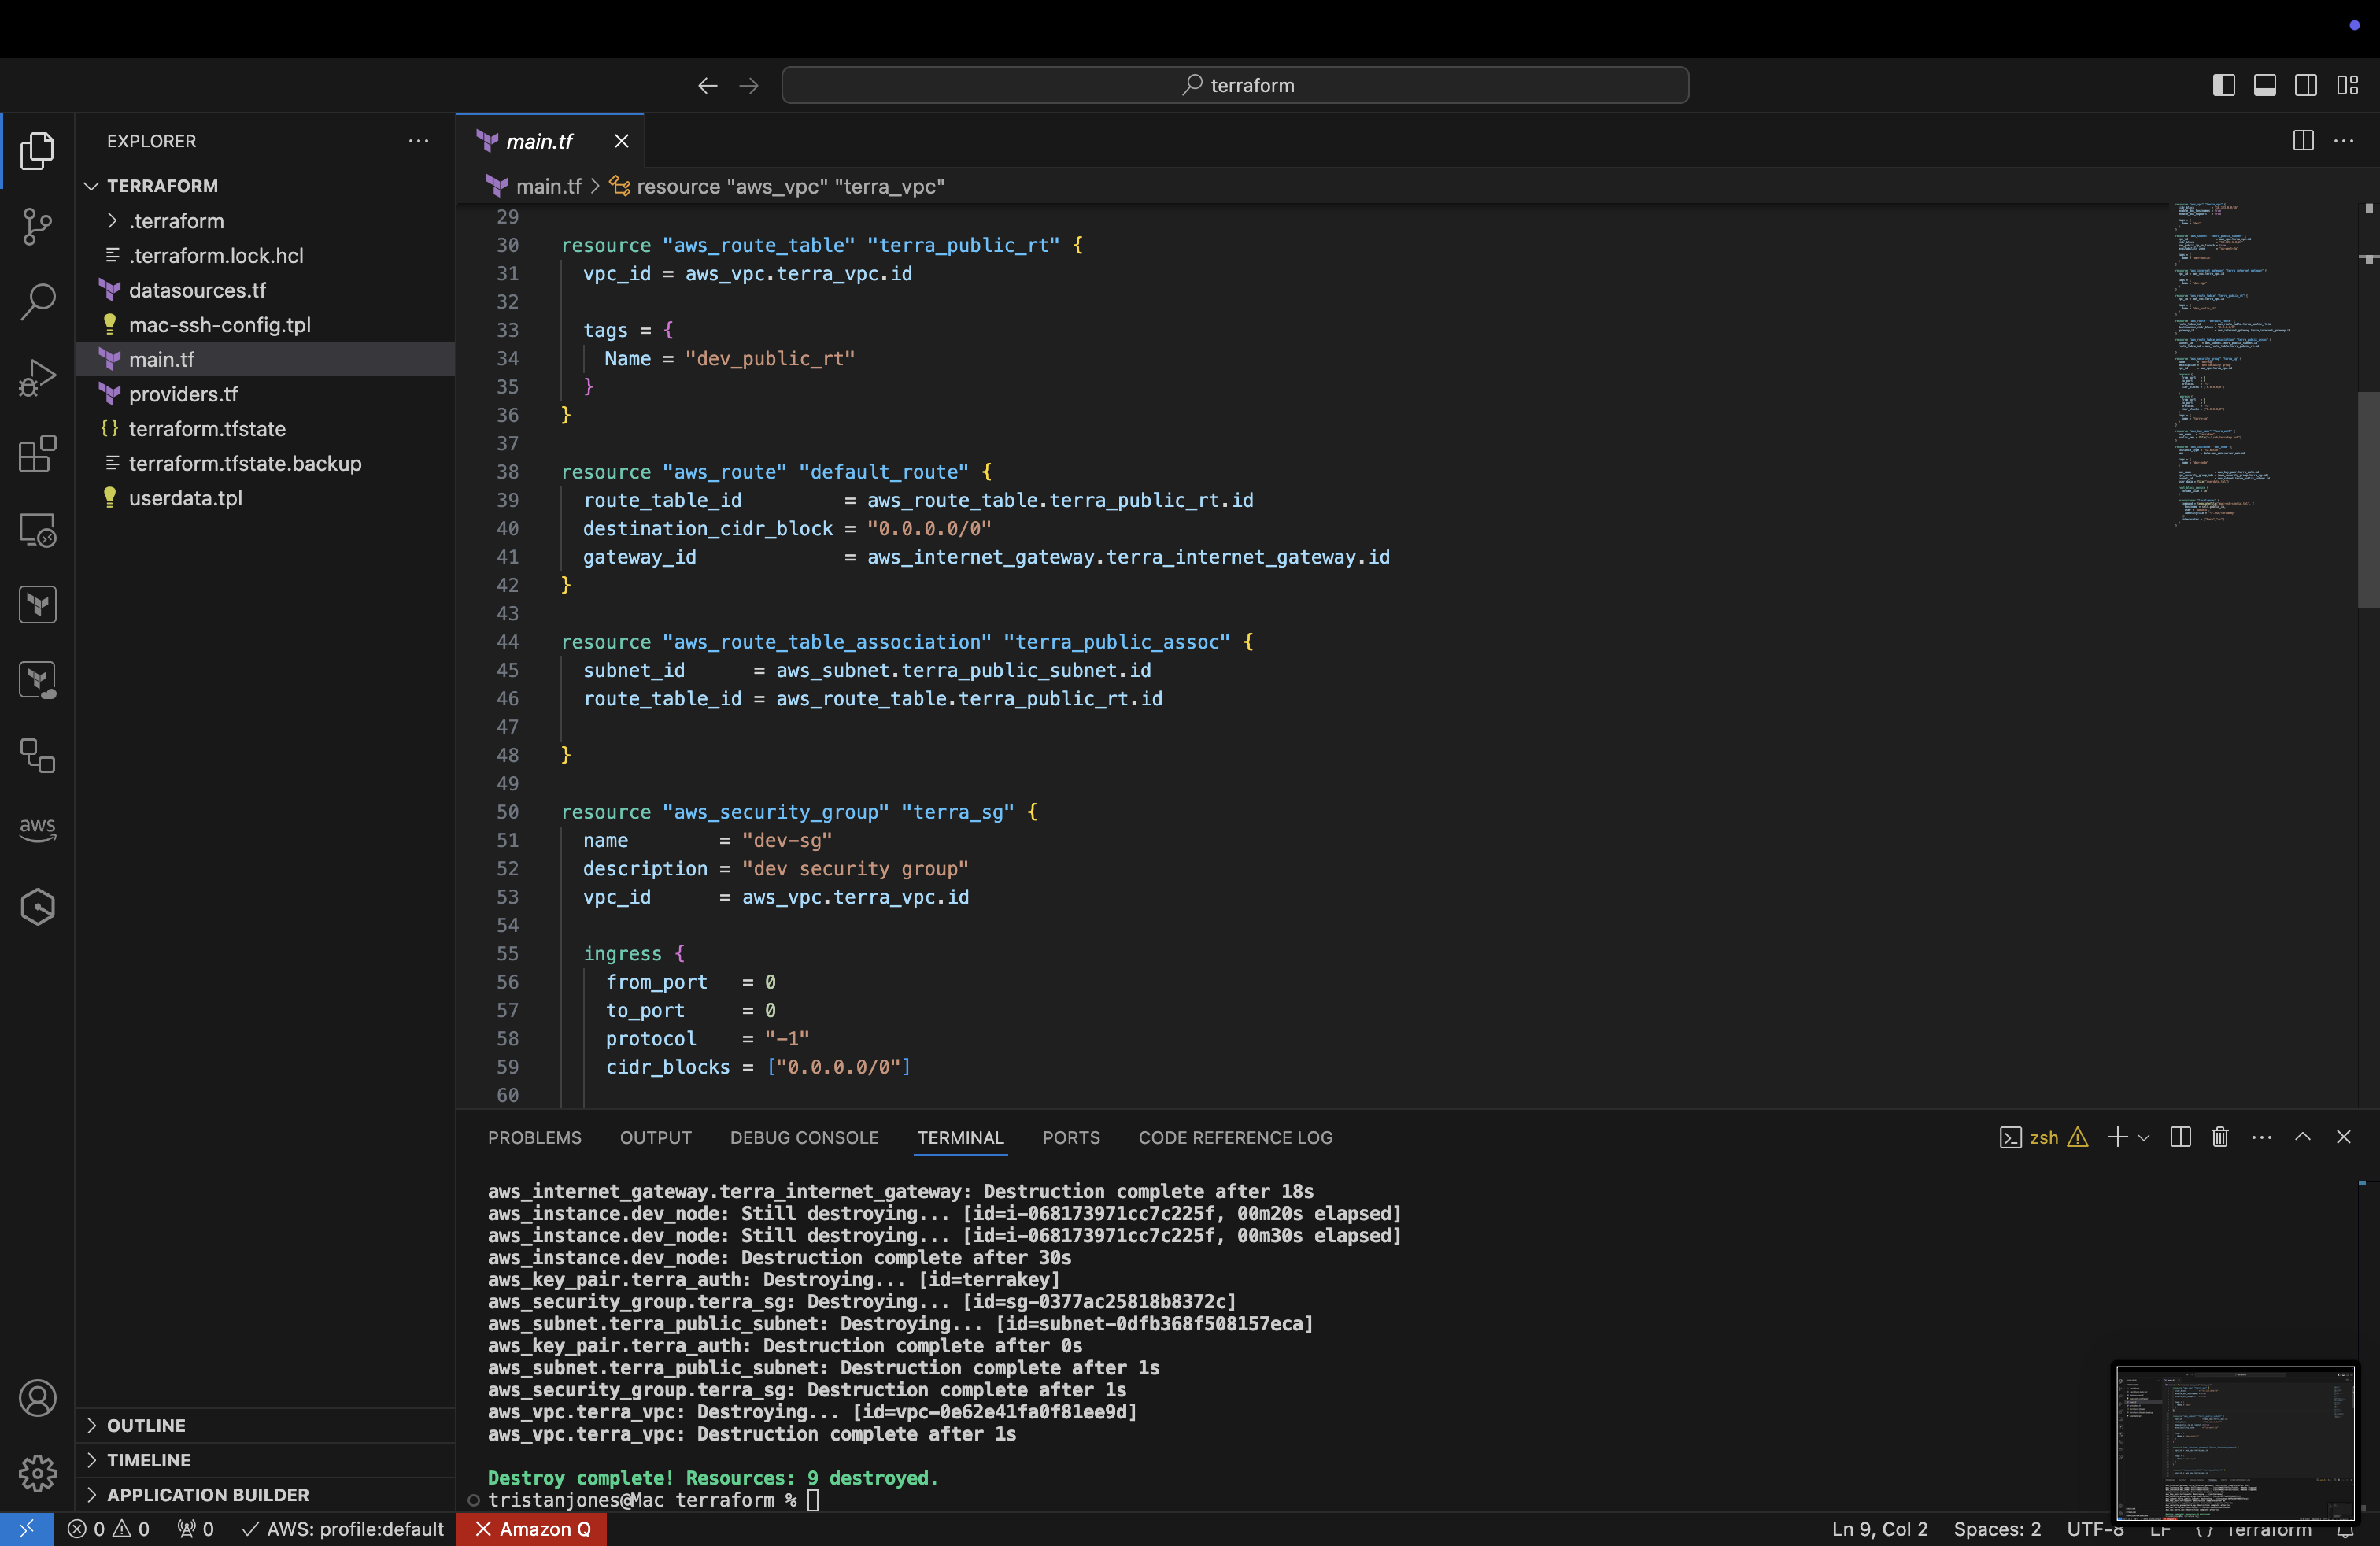 terraform
EXPLORER
TERRAFORM
.terraform
.terraform.lock.hcl
datasources.tf
mac-ssh-config.tpl
main.tf
providers.tf
terraform.tfstate
terraform.tfstate.backup
userdata.tpl
OUTLINE
TIMELINE
APPLICATION BUILDER
aws
main.tf
main.tf > resource "aws_vpc" "terra_vpc"
29
30 resource "aws_route_table" "terra_public_rt" {
31 vpc_id = aws_vpc.terra_vpc.id
32
33 tags = {
34 Name = "dev_public_rt"
35 }
36 }
37
38 resource "aws_route" "default_route" {
39 route_table_id = aws_route_table.terra_public_rt.id
40 destination_cidr_block = "0.0.0.0/0"
41 gateway_id = aws_internet_gateway.terra_internet_gateway.id
42 }
43
44 resource "aws_route_table_association" "terra_public_assoc" {
45 subnet_id = aws_subnet.terra_public_subnet.id
46 route_table_id = aws_route_table.terra_public_rt.id
47
48 }
49
50 resource "aws_security_group" "terra_sg" {
51 name = "dev-sg"
52 description = "dev security group"
53 vpc_id = aws_vpc.terra_vpc.id
54
55 ingress {
56 from_port = 0
57 to_port = 0
58 protocol = "-1"
59 cidr_blocks = ["0.0.0.0/0"]
60
PROBLEMS OUTPUT DEBUG CONSOLE TERMINAL PORTS CODE REFERENCE LOG
zsh
aws_internet_gateway.terra_internet_gateway: Destruction complete after 18s
aws_instance.dev_node: Still destroying... [id=i-068173971cc7c225f, 00m20s elapsed]
aws_instance.dev_node: Still destroying... [id=i-068173971cc7c225f, 00m30s elapsed]
aws_instance.dev_node: Destruction complete after 30s
aws_key_pair.terra_auth: Destroying... [id=terrakey]
aws_security_group.terra_sg: Destroying... [id=sg-0377ac25818b8372c]
aws_subnet.terra_public_subnet: Destroying... [id=subnet-0dfb368f508157eca]
aws_key_pair.terra_auth: Destruction complete after 0s
aws_subnet.terra_public_subnet: Destruction complete after 1s
aws_security_group.terra_sg: Destruction complete after 1s
aws_vpc.terra_vpc: Destroying... [id=vpc-0e62e41fa0f81ee9d]
aws_vpc.terra_vpc: Destruction complete after 1s
Destroy complete! Resources: 9 destroyed.
tristanjones@Mac terraform %
0 0 0 AWS: profile:default Amazon Q Ln 9, Col 2 Spaces: 2 UTF-8 LF {} Terraform